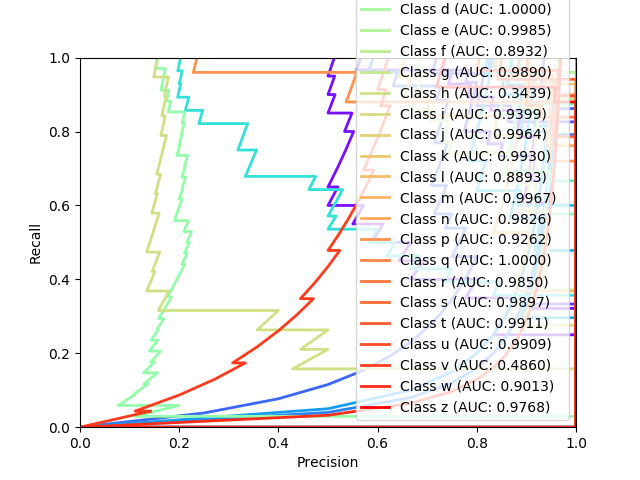 Class d (AUC: 1.0000)
Class e (AUC: 0.9985)
Class f (AUC: 0.8932)
Class g (AUC: 0.9890)
Class h (AUC: 0.3439)
Class i (AUC: 0.9399)
Class j (AUC: 0.9964)
Class k (AUC: 0.9930)
Class l (AUC: 0.8893)
Class m (AUC: 0.9967)
Class n (AUC: 0.9826)
Class p (AUC: 0.9262)
Class q (AUC: 1.0000)
Class r (AUC: 0.9850)
Class s (AUC: 0.9897)
Class t (AUC: 0.9911)
Class u (AUC: 0.9909)
Class v (AUC: 0.4860)
Class w (AUC: 0.9013)
Class z (AUC: 0.9768)
1.0
0.8
0.6
0.4
0.2
0.0
Recall
0.0 0.2 0.4 0.6 0.8 1.0
Precision